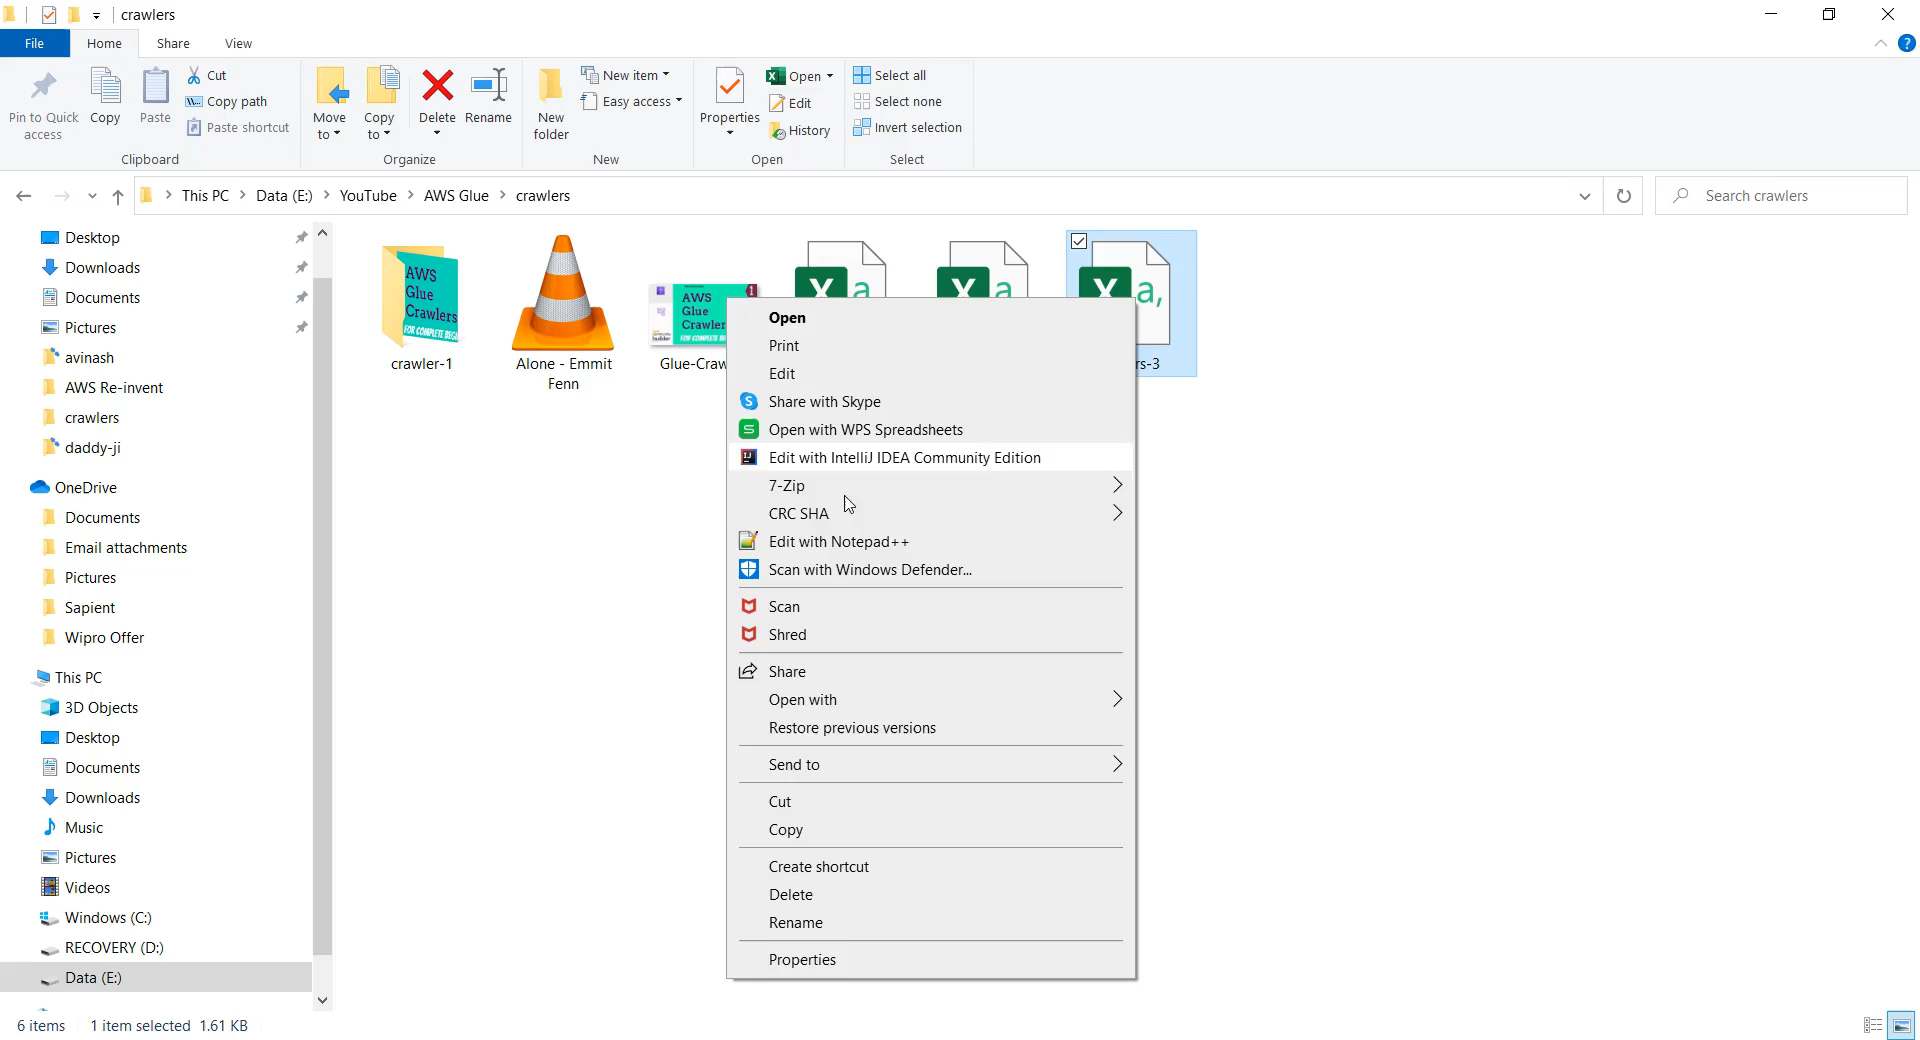 crawlers
File
Home
Share
View
Pin to Quick
access
Copy
Paste
Cut
Copy path
Paste shortcut
Clipboard
Move
to
Copy
to
Delete
Rename
Organize
New
folder
New item
Easy access
New
Properties
Open
Edit
History
Open
Select all
Select none
Invert selection
Select
This PC
Data (E:)
YouTube
AWS Glue
crawlers
Search crawlers
Desktop
Downloads
Documents
Pictures
avinash
AWS Re-invent
crawlers
daddy-ji
OneDrive
Documents
Email attachments
Pictures
Sapient
Wipro Offer
This PC
3D Objects
Desktop
Documents
Downloads
Music
Pictures
Videos
Windows (C:)
RECOVERY (D:)
Data (E:)
AWS
Glue
Crawlers
crawler-1
Alone - Emmit
Fenn
AWS
Glue
Glue-Craw
X a
X a
X a,
rs-3
Open
Print
Edit
Share with Skype
Open with WPS Spreadsheets
Edit with IntelliJ IDEA Community Edition
7-Zip
CRC SHA
Edit with Notepad++
Scan with Windows Defender...
Scan
Shred
Share
Open with
Restore previous versions
Send to
Cut
Copy
Create shortcut
Delete
Rename
Properties
6 items
1 item selected 1.61 KB